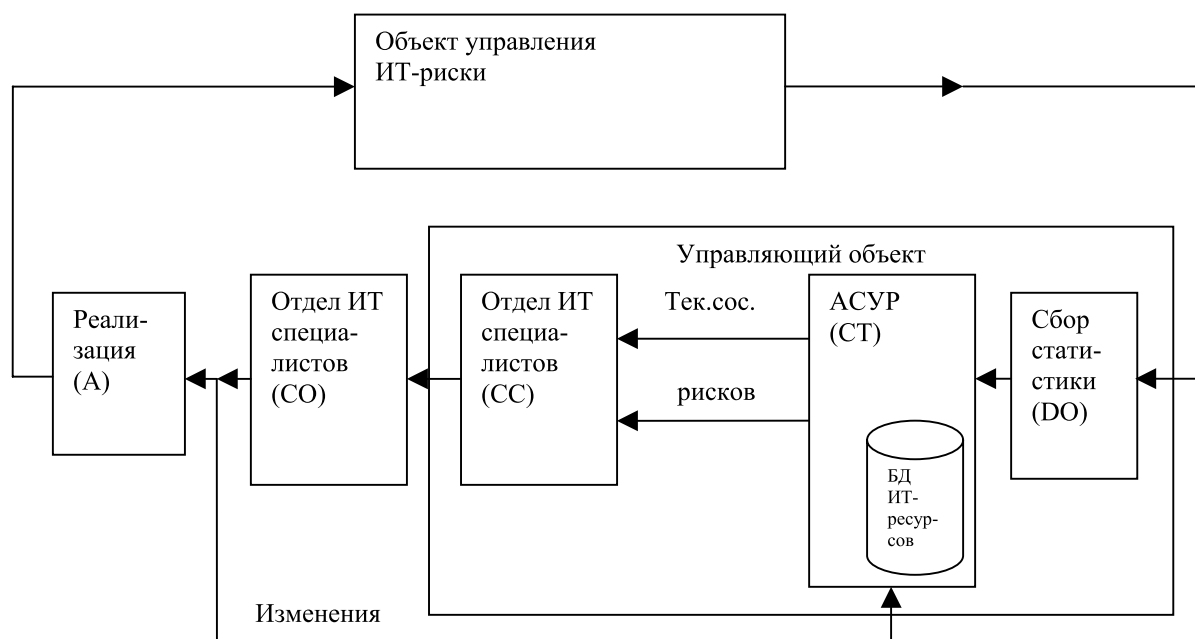 Объект управления
ИТ-риски
Управляющий объект
Реали-
зация
(А)
Отдел ИТ
специа-
листов
(СО)
Отдел ИТ
специа-
листов
(СС)
Тек.сос.
рисков
АСУР
(СТ)
БД
ИТ-
ресур-
сов
Сбор
стати-
стики
(DO)
Изменения